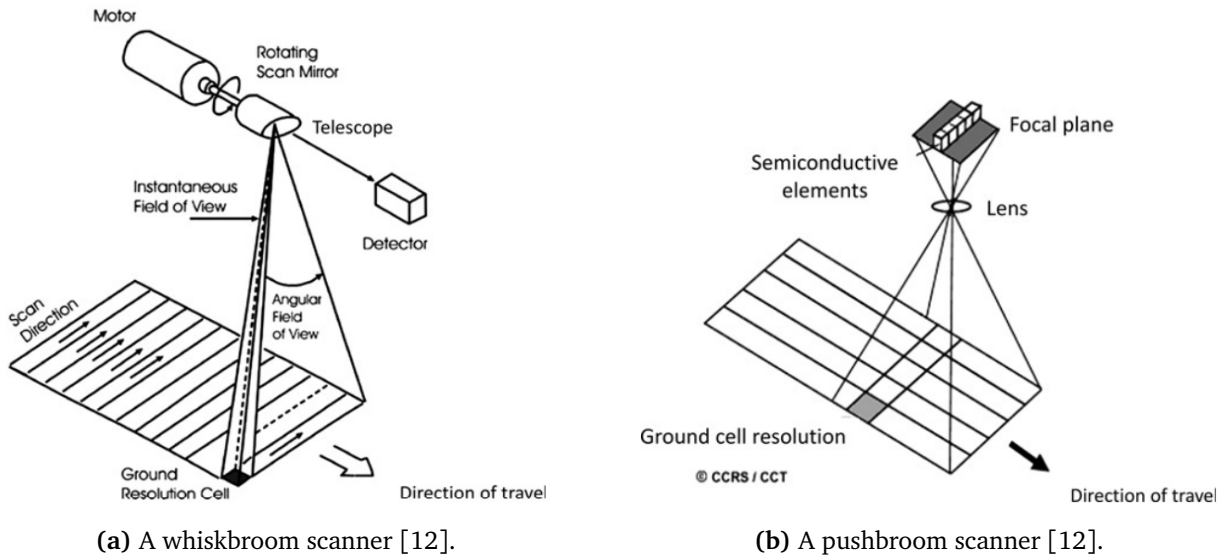 Motor
Rotating
Scan Mirror
Telescope
Instantaneous
Field of View
Detector
Scan
Direction
Angular
Field
of View
Ground
Resolution Cell
Direction of travel
(a) A whiskbroom scanner [12].
Focal plane
Semiconductive
elements
Lens
Ground cell resolution
© CCRS / CCT
Direction of travel
(b) A pushbroom scanner [12].